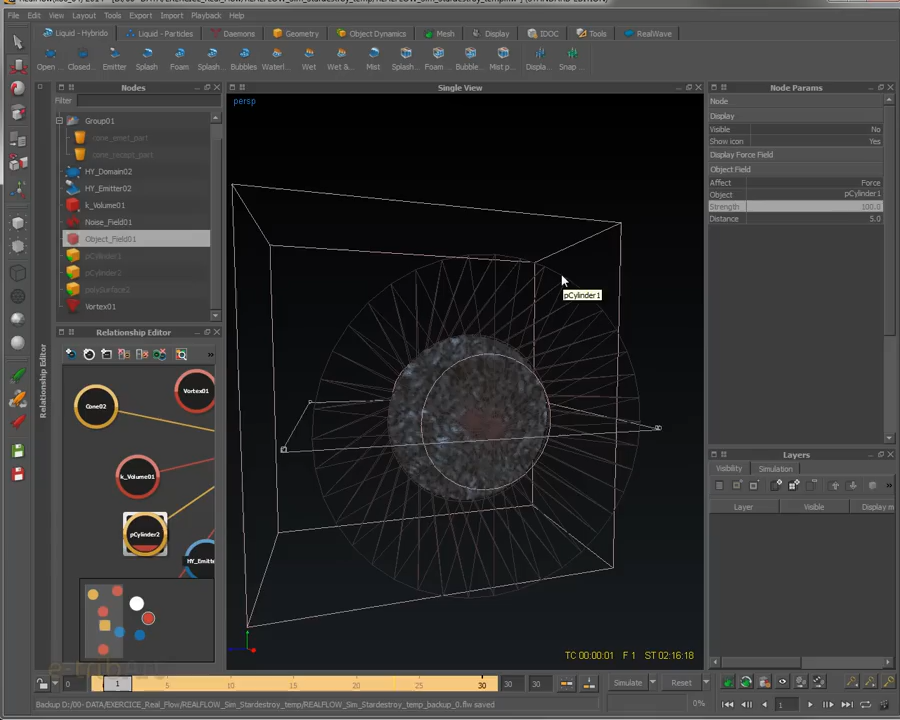 File Edit View Layout Tools Export Import Playback Help
Liquid - Hybrido Liquid - Particles Daemons Geometry Object Dynamics Mesh Display IDOC Tools RealWave
Open ... Closed... Emitter Splash Foam Splash... Bubbles Waterl... Wet Wet &... Mist Splash... Foam ... Bubble... Mist p... Displa... Snap ...
Nodes
Filter
Group01
cone_emet_part
cone_recept_part
HY_Domain02
HY_Emitter02
k_Volume01
Noise_Field01
Object_Field01
pCylinder1
pCylinder2
polySurface2
Vortex01
Relationship Editor
Relationship Editor
Cone02
Vortex01
k_Volume01
pCylinder2
HY_Emitte
Single View
persp
pCylinder1
TC 00:00:01 F 1 ST 02:16:18
Node Params
Node
Display
Visible No
Show icon Yes
Display Force Field
Object Field
Affect Force
Object pCylinder1
Strength 100.0
Distance 5.0
Layers
Visibility Simulation
Layer Visible Display m
0 1 5 10 15 20 25 30 30 30 Simulate Reset
Backup D:/00- DATA/EXERCICE_Real_Flow/REALFLOW_Sim_Stardestroy_temp/REALFLOW_Sim_Stardestroy_temp_backup_0.flw saved 0% 1